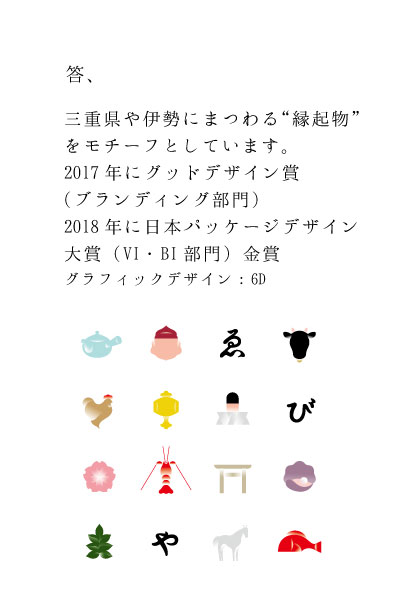 答、
三重県や伊勢にまつわる“縁起物”
をモチーフとしています。
2017年にグッドデザイン賞
(ブランディング部門)
2018年に日本パッケージデザイン
大賞（VI・BI部門）金賞
グラフィックデザイン：6D
ゑ
び
や